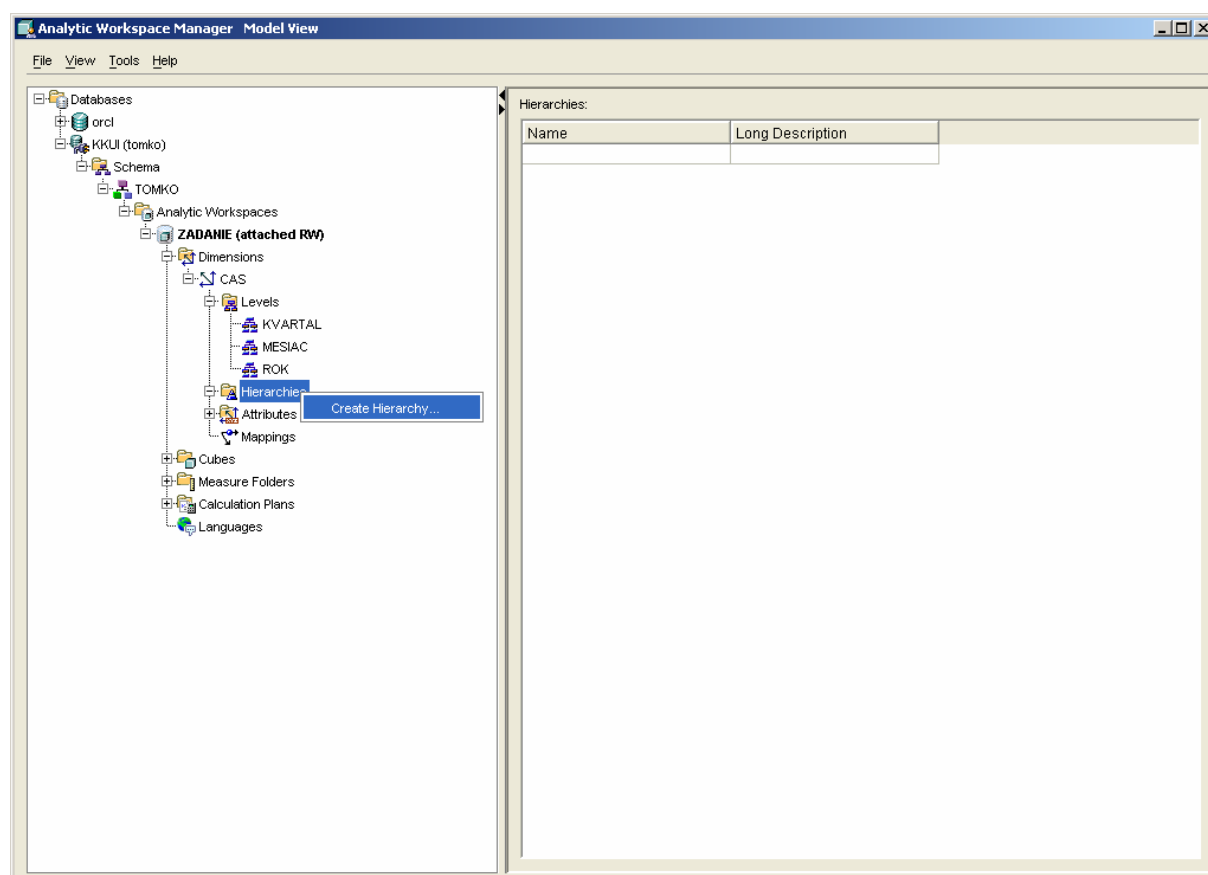 Analytic Workspace Manager Model View
File View Tools Help
Databases
orcl
KKUI (tomko)
Schema
TOMKO
Analytic Workspaces
ZADANIE (attached RW)
Dimensions
CAS
Levels
KVARTAL
MESIAC
ROK
Hierarchies
Create Hierarchy...
Attributes
Mappings
Cubes
Measure Folders
Calculation Plans
Languages
Hierarchies:
Name Long Description